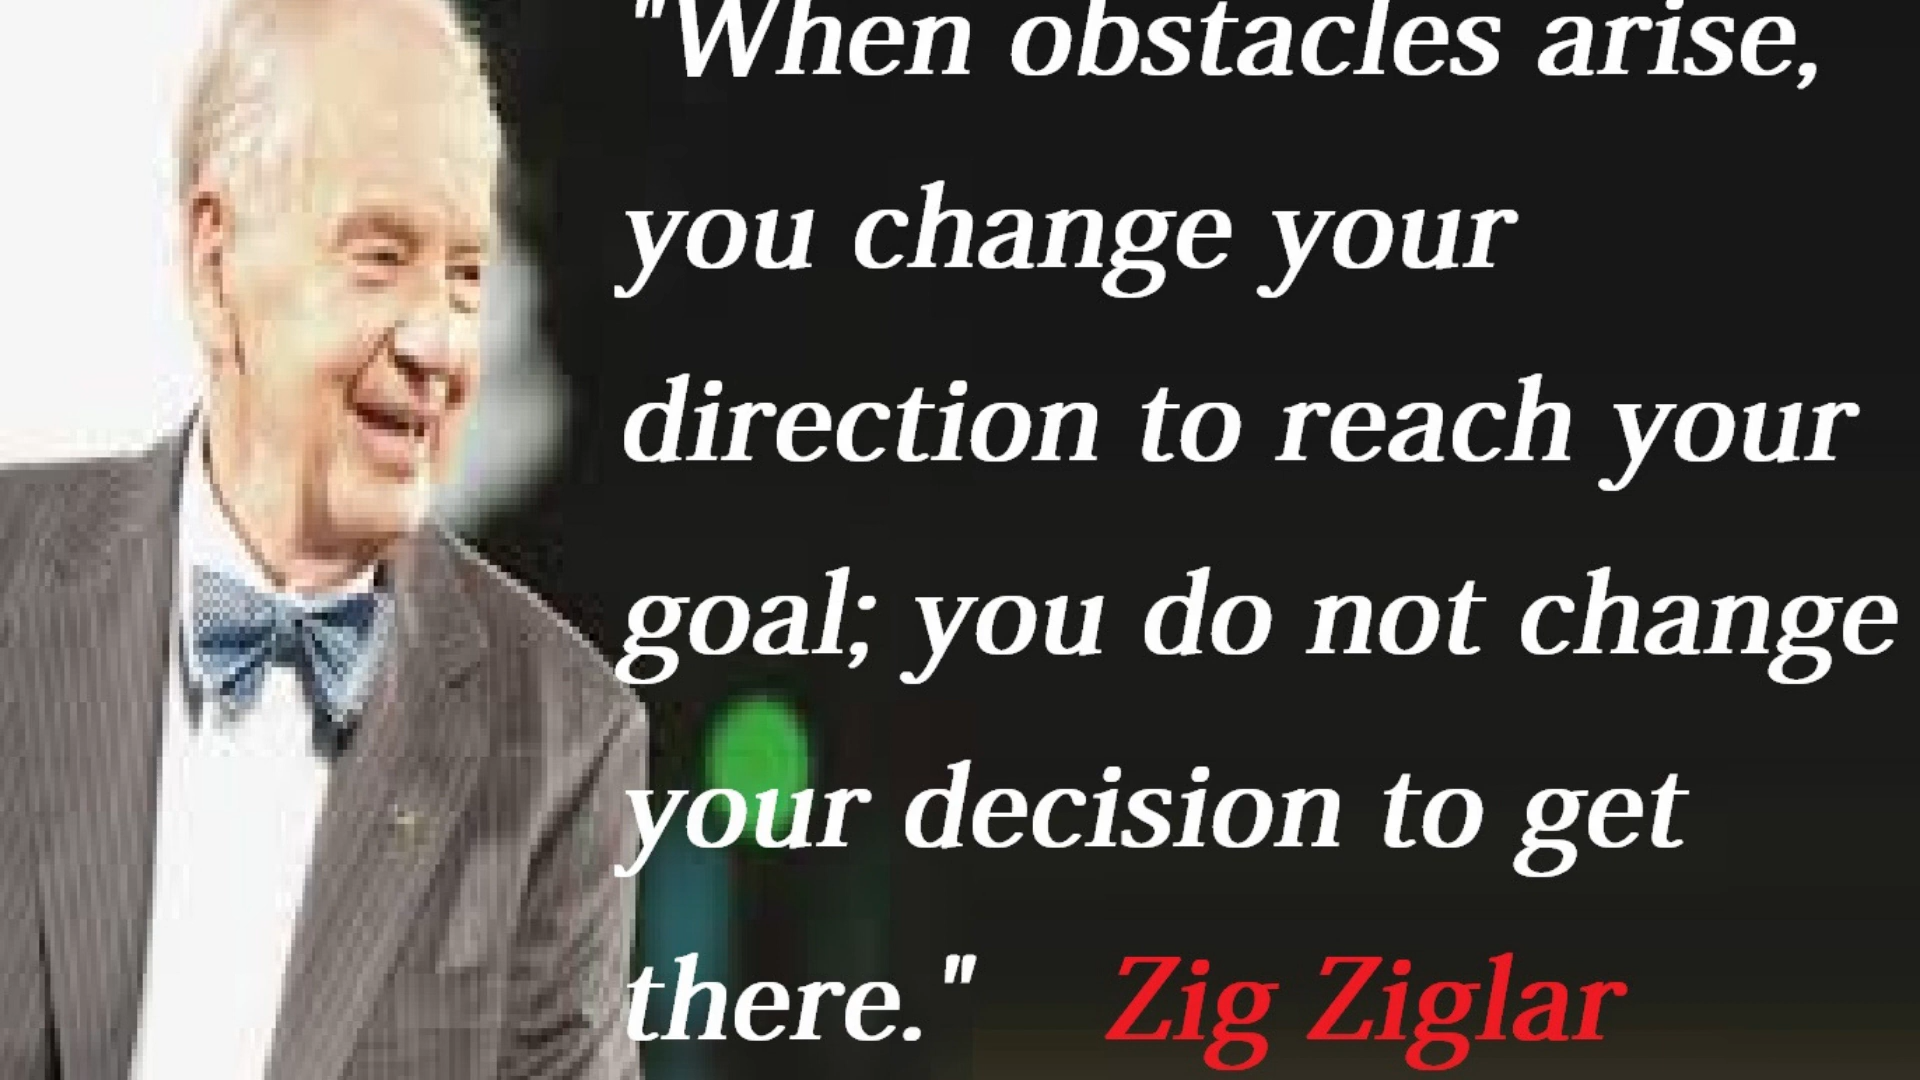 "When obstacles arise,
you change your
direction to reach your
goal; you do not change
your decision to get
there." Zig Ziglar